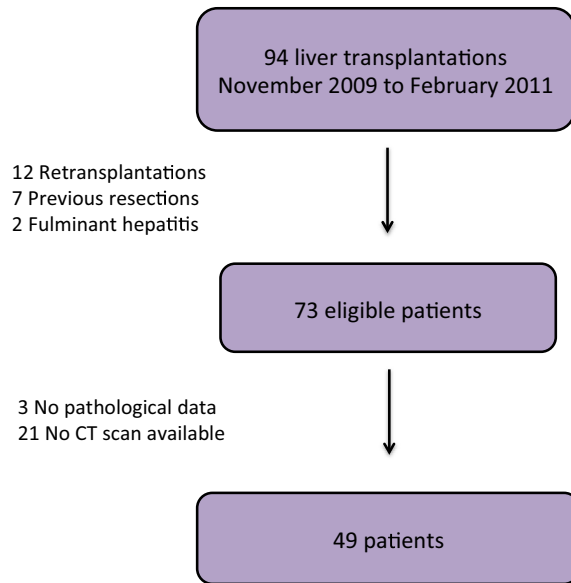 94 liver transplantations
November 2009 to February 2011
12 Retransplantations
7 Previous resections
2 Fulminant hepatitis
73 eligible patients
3 No pathological data
21 No CT scan available
49 patients